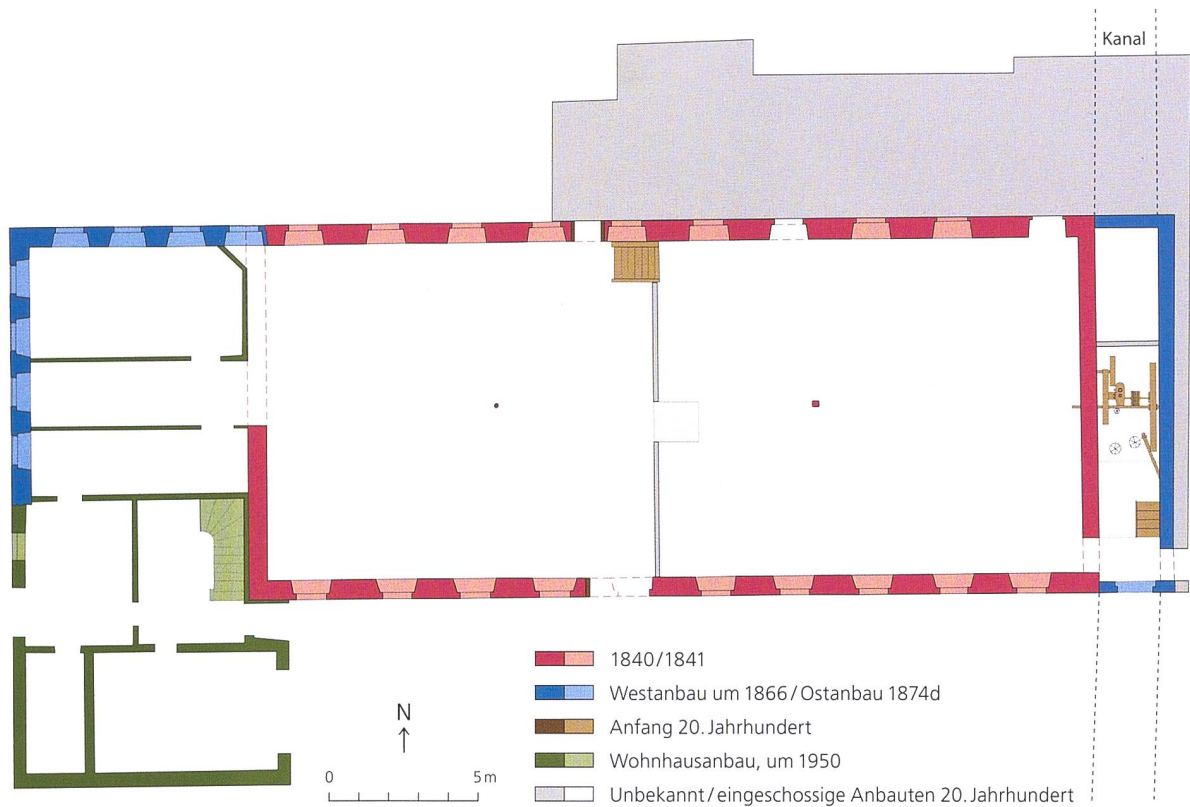 Kanal
1840/1841
Westanbau um 1866/Ostanbau 1874d
Anfang 20. Jahrhundert
Wohnhausanbau, um 1950
Unbekannt/eingeschossige Anbauten 20. Jahrhundert
N
0 5 m